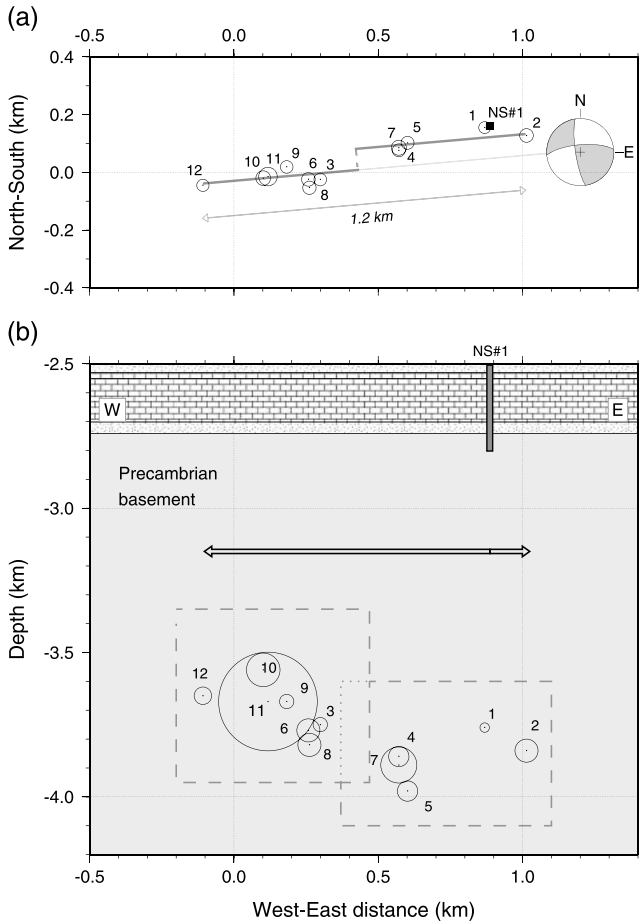 (a)
-0.5 0.0 0.5 1.0
0.4
0.2
0.0
-0.2
-0.4
North-South (km)
1 NS#1 2
7 5
4
12 10 11 9 6 3
8
1.2 km
N
E
(b)
NS#1
-2.5
W E
Precambrian
basement
-3.0
-3.5
-4.0
Depth (km)
12 10 9
11 3
6
8
1 2
4
7
5
-0.5 0.0 0.5 1.0
West-East distance (km)